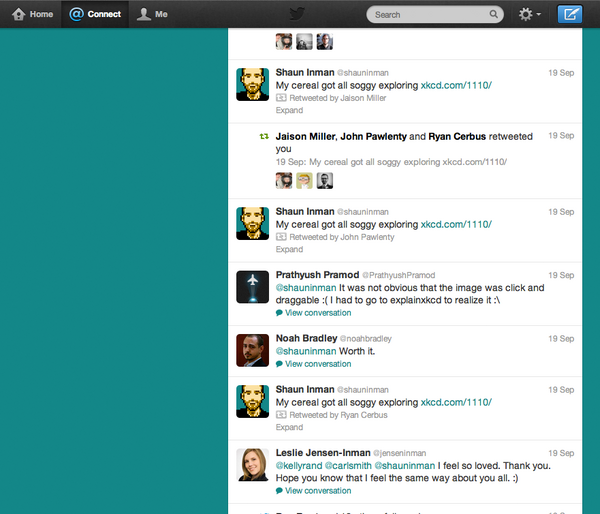 Home
Connect
Me
Search
Shaun Inman @shauninman 19 Sep
My cereal got all soggy exploring xkcd.com/1110/
Retweeted by Jaison Miller
Expand
Jaison Miller, John Pawlenty and Ryan Cerbus retweeted 19 Sep
you
19 Sep: My cereal got all soggy exploring xkcd.com/1110/
Shaun Inman @shauninman 19 Sep
My cereal got all soggy exploring xkcd.com/1110/
Retweeted by John Pawlenty
Expand
Prathyush Pramod @PrathyushPramod 19 Sep
@shauninman It was not obvious that the image was click and
draggable :( I had to go to explainxkcd to realize it :\
View conversation
Noah Bradley @noahbradley 19 Sep
@shauninman Worth it.
View conversation
Shaun Inman @shauninman 19 Sep
My cereal got all soggy exploring xkcd.com/1110/
Retweeted by Ryan Cerbus
Expand
Leslie Jensen-Inman @jenseninman 19 Sep
@kellyrand @carlsmith @shauninman I feel so loved. Thank you.
Hope you know that I feel the same way about you all. :)
View conversation